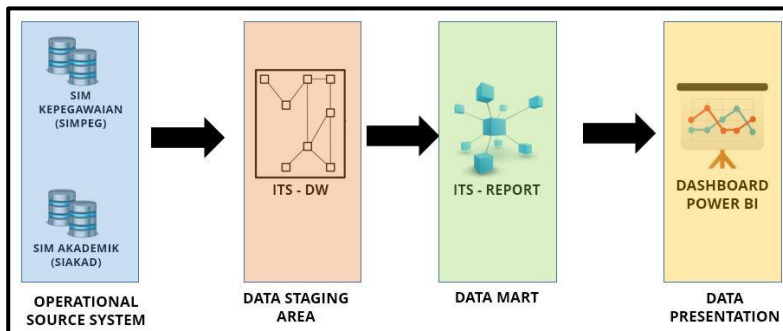 SIM
KEPEGAWAIAN
(SIMPEG)
SIM AKADEMIK
(SIAKAD)
OPERATIONAL
SOURCE SYSTEM
ITS - DW
DATA STAGING
AREA
ITS - REPORT
DATA MART
DASHBOARD
POWER BI
DATA
PRESENTATION